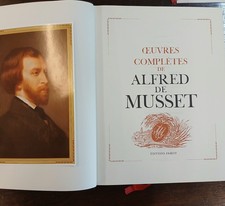 ŒUVRES
COMPLÈTES
DE
ALFRED
DE
MUSSET